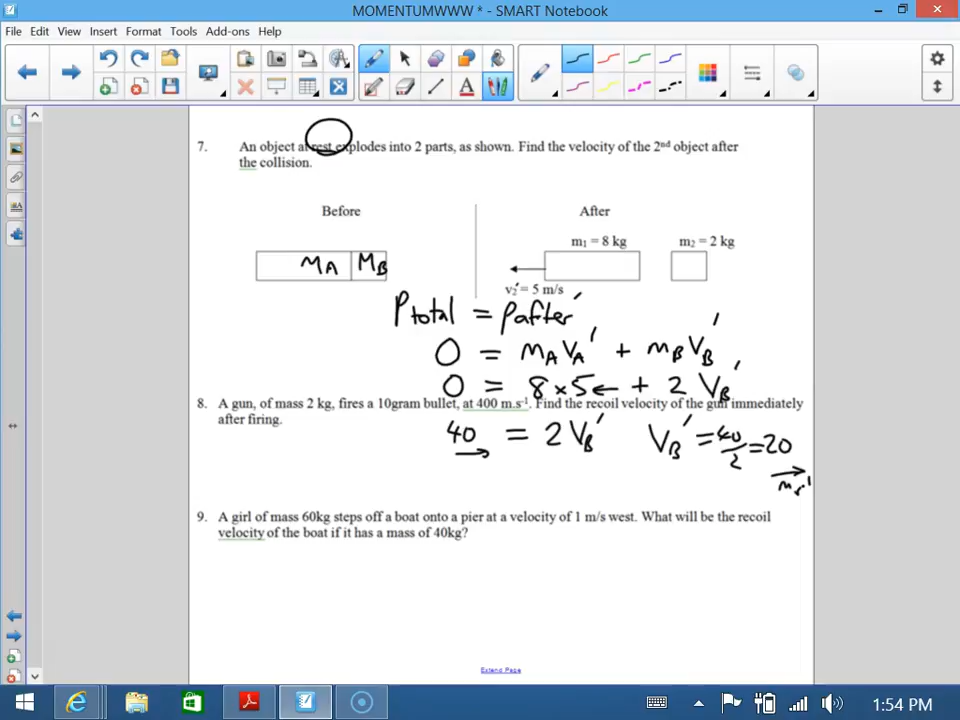 MOMENTUMWWW * - SMART Notebook
File Edit View Insert Format Tools Add-ons Help
7. An object at rest explodes into 2 parts, as shown. Find the velocity of the 2nd object after
the collision.
Before After
m₁ = 8 kg m₂ = 2 kg
MA MB
v₂′ = 5 m/s
Ptotal = Pafter′
0 = mAVA′ + mBVB′
0 = 8×5← + 2 VB′
8. A gun, of mass 2 kg, fires a 10gram bullet, at 400 m.s⁻¹. Find the recoil velocity of the gun immediately
after firing.
40→ = 2VB′ VB′ = 40/2 = 20
→ ms⁻¹
9. A girl of mass 60kg steps off a boat onto a pier at a velocity of 1 m/s west. What will be the recoil
velocity of the boat if it has a mass of 40kg?
Extend Page
1:54 PM